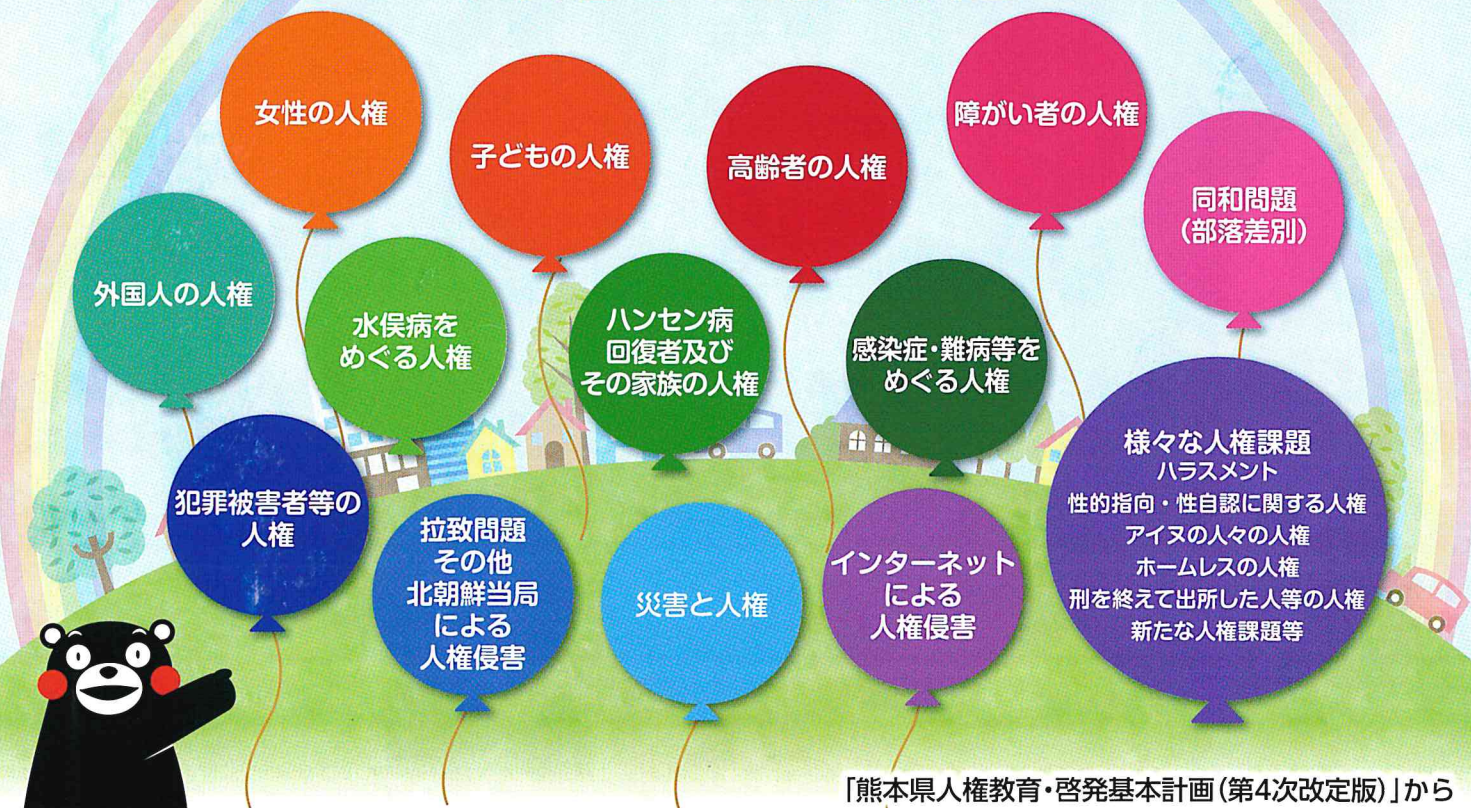 女性の人権
子どもの人権
高齢者の人権
障がい者の人権
同和問題
(部落差別)
外国人の人権
水俣病を
めぐる人権
ハンセン病
回復者及び
その家族の人権
感染症・難病等を
めぐる人権
犯罪被害者等の
人権
拉致問題
その他
北朝鮮当局
による
人権侵害
災害と人権
インターネット
による
人権侵害
様々な人権課題
ハラスメント
性的指向・性自認に関する人権
アイヌの人々の人権
ホームレスの人権
刑を終えて出所した人等の人権
新たな人権課題等
「熊本県人権教育・啓発基本計画(第4次改定版)」から